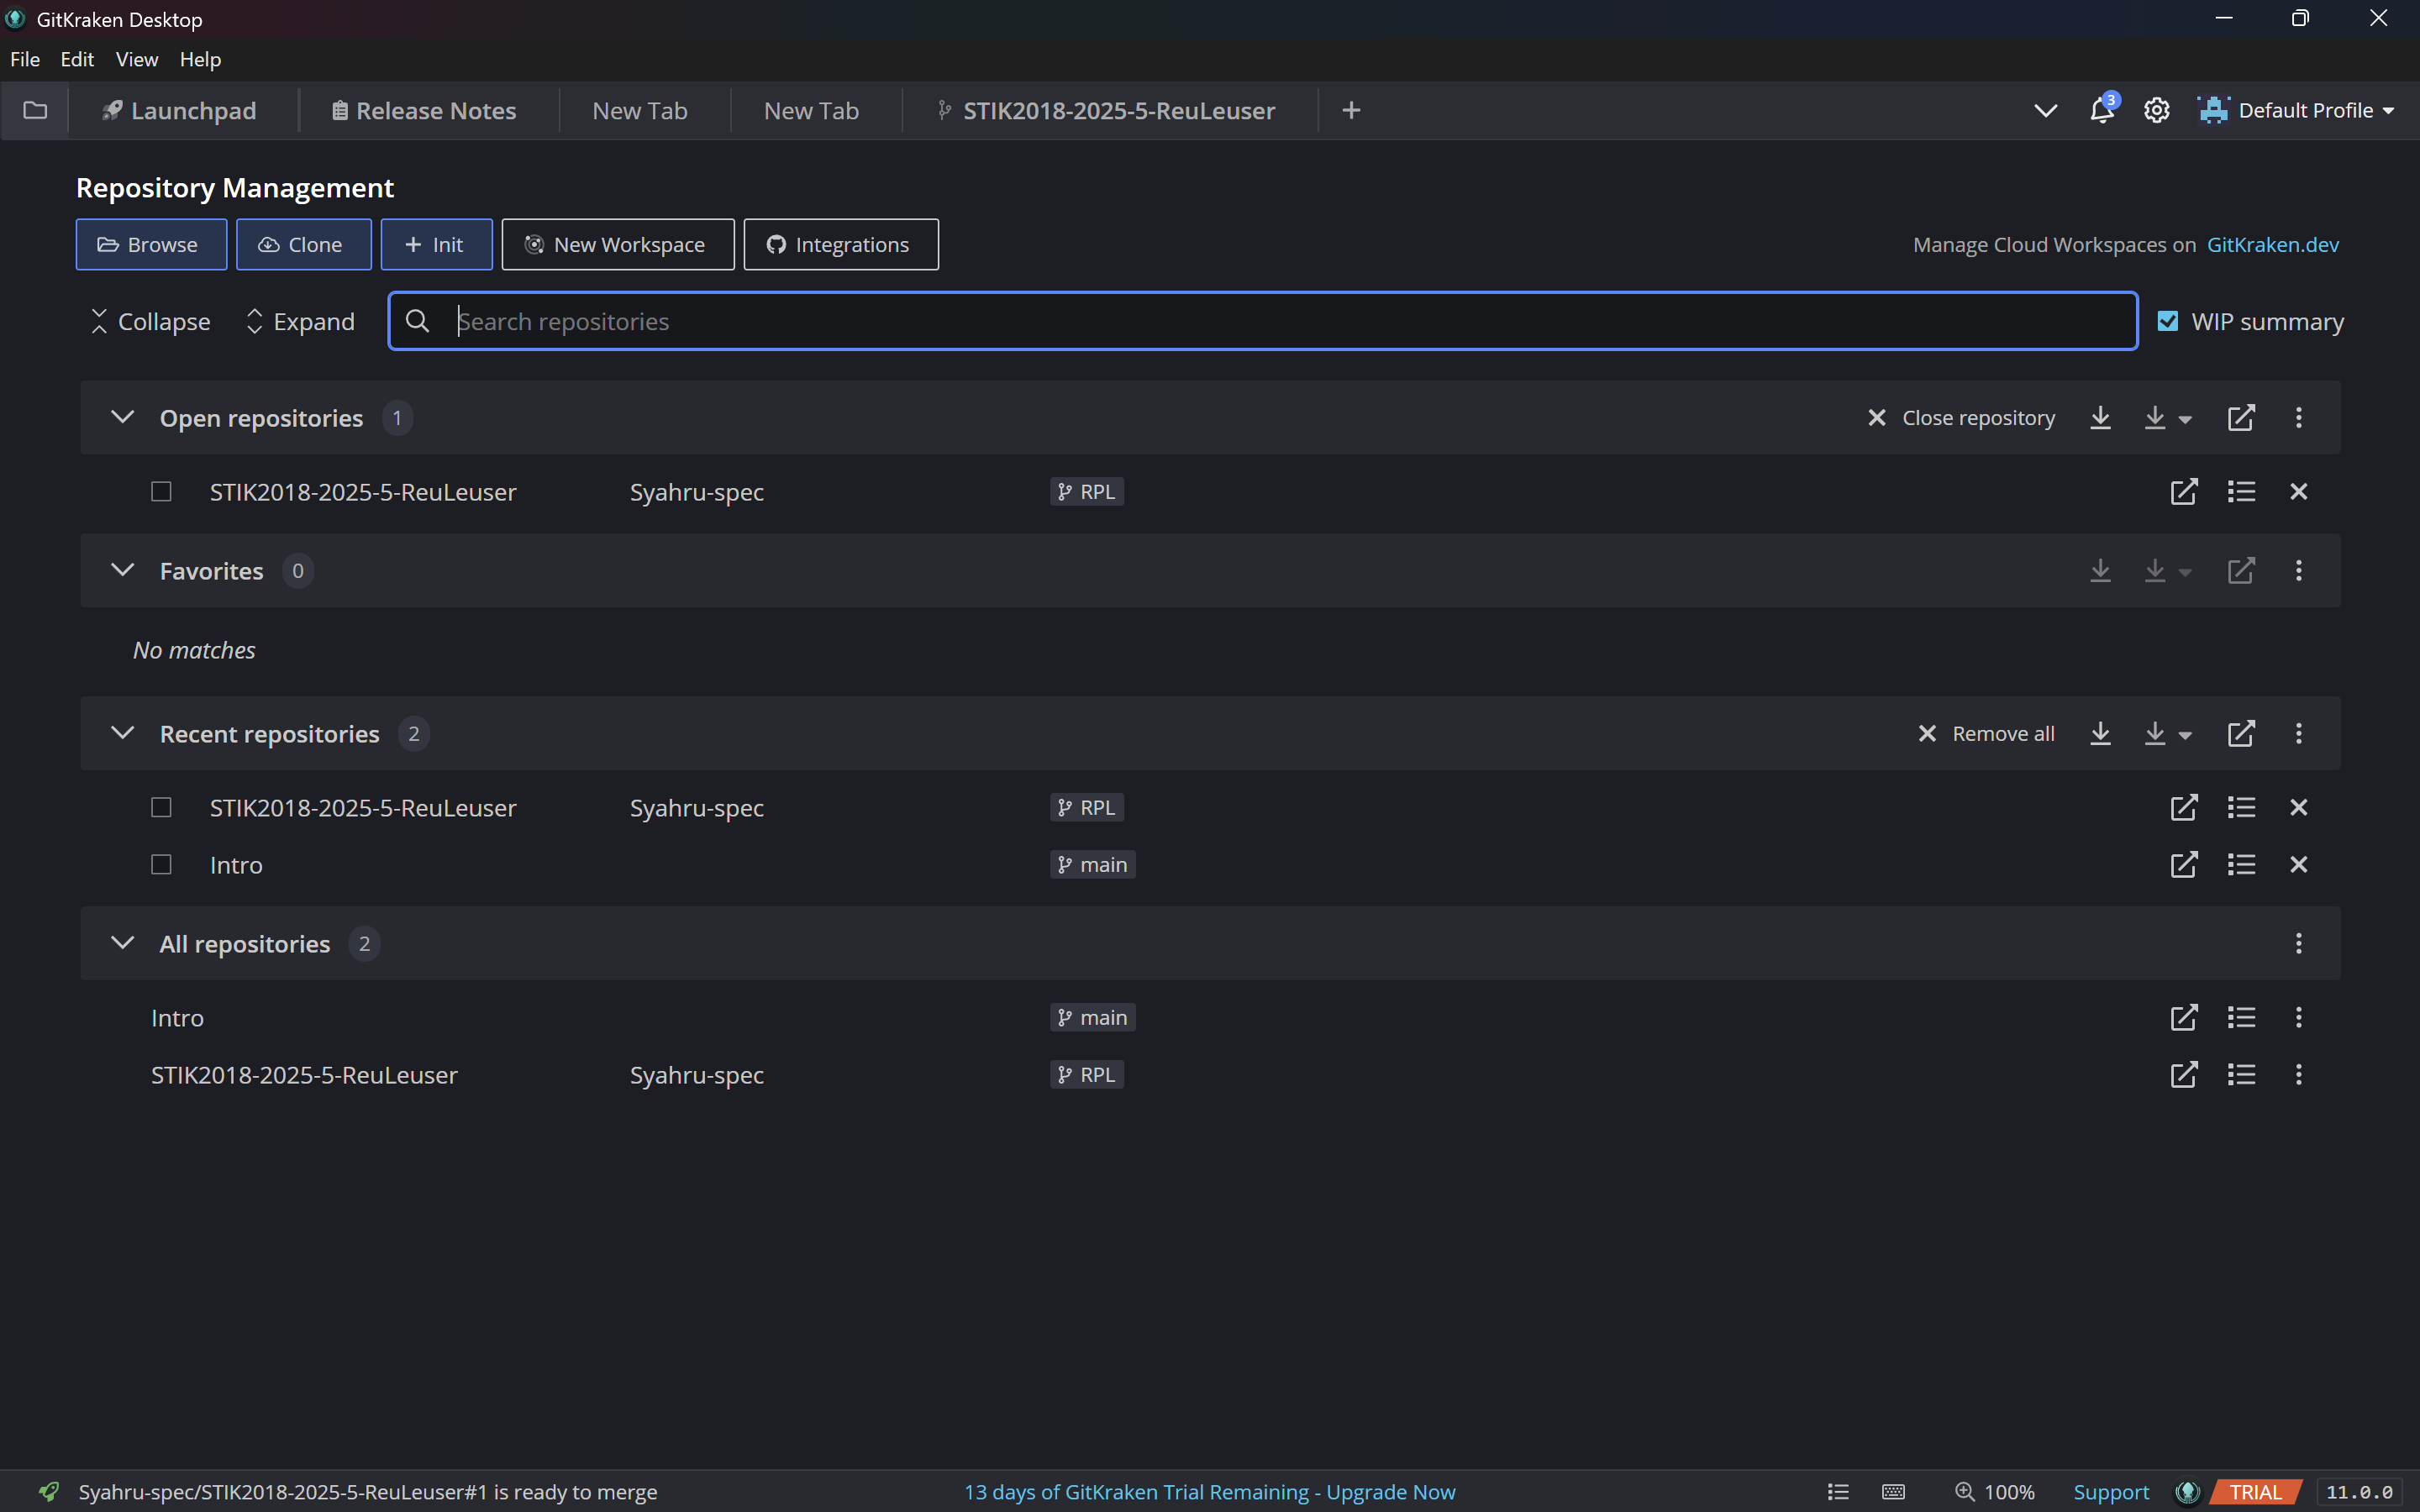 GitKraken Desktop
File Edit View Help
Launchpad Release Notes New Tab New Tab STIK2018-2025-5-ReuLeuser 3 Default Profile
Repository Management
Browse Clone Init New Workspace Integrations Manage Cloud Workspaces on GitKraken.dev
Collapse Expand Search repositories WIP summary
Open repositories 1 Close repository
STIK2018-2025-5-ReuLeuser Syahru-spec RPL
Favorites 0
No matches
Recent repositories 2 Remove all
STIK2018-2025-5-ReuLeuser Syahru-spec RPL
Intro main
All repositories 2
Intro main
STIK2018-2025-5-ReuLeuser Syahru-spec RPL
Syahru-spec/STIK2018-2025-5-ReuLeuser#1 is ready to merge 13 days of GitKraken Trial Remaining - Upgrade Now 100% Support TRIAL 11.0.0